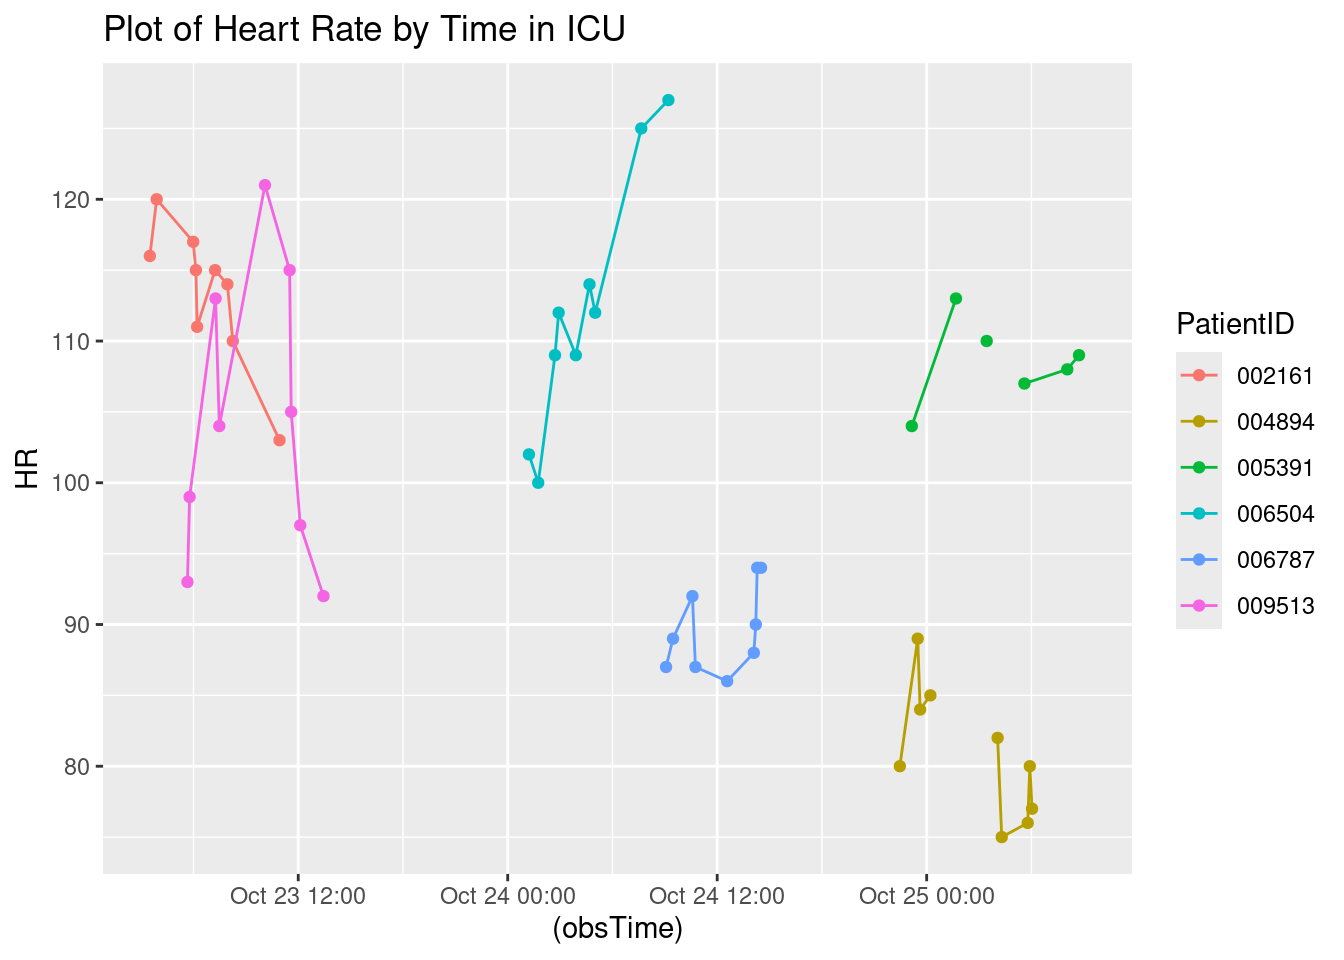 Plot of Heart Rate by Time in ICU
120
110
100
90
80
HR
Oct 23 12:00
Oct 24 00:00
Oct 24 12:00
Oct 25 00:00
(obsTime)
PatientID
002161
004894
005391
006504
006787
009513